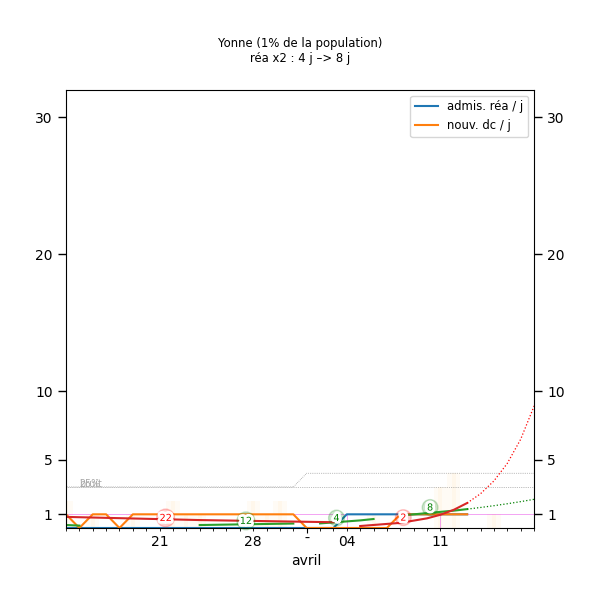 Yonne (1% de la population)
réa x2 : 4 j –> 8 j
admis. réa / j
nouv. dc / j
30 30
20 20
10 10
5 5
1 1
22 12 4 2 8
21 28 - 04 11
avril